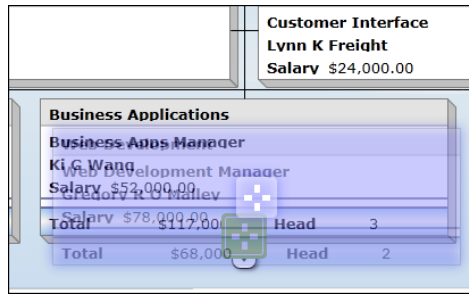 Customer Interface
Lynn K Freight
Salary $24,000.00
Business Applications
Business Apps Manager
Ki G Wang
Salary $52,000.00
Total $117,000 Head 3
Web Development
Web Development Manager
Gregory R O Malley
Salary $78,000.00
Total $68,000 Head 2